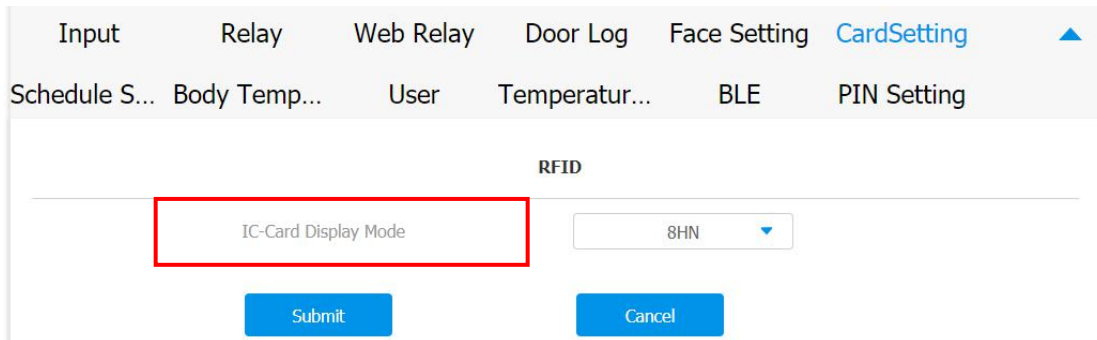 Input Relay Web Relay Door Log Face Setting CardSetting
Schedule S... Body Temp... User Temperatur... BLE PIN Setting
RFID
IC-Card Display Mode 8HN
Submit Cancel